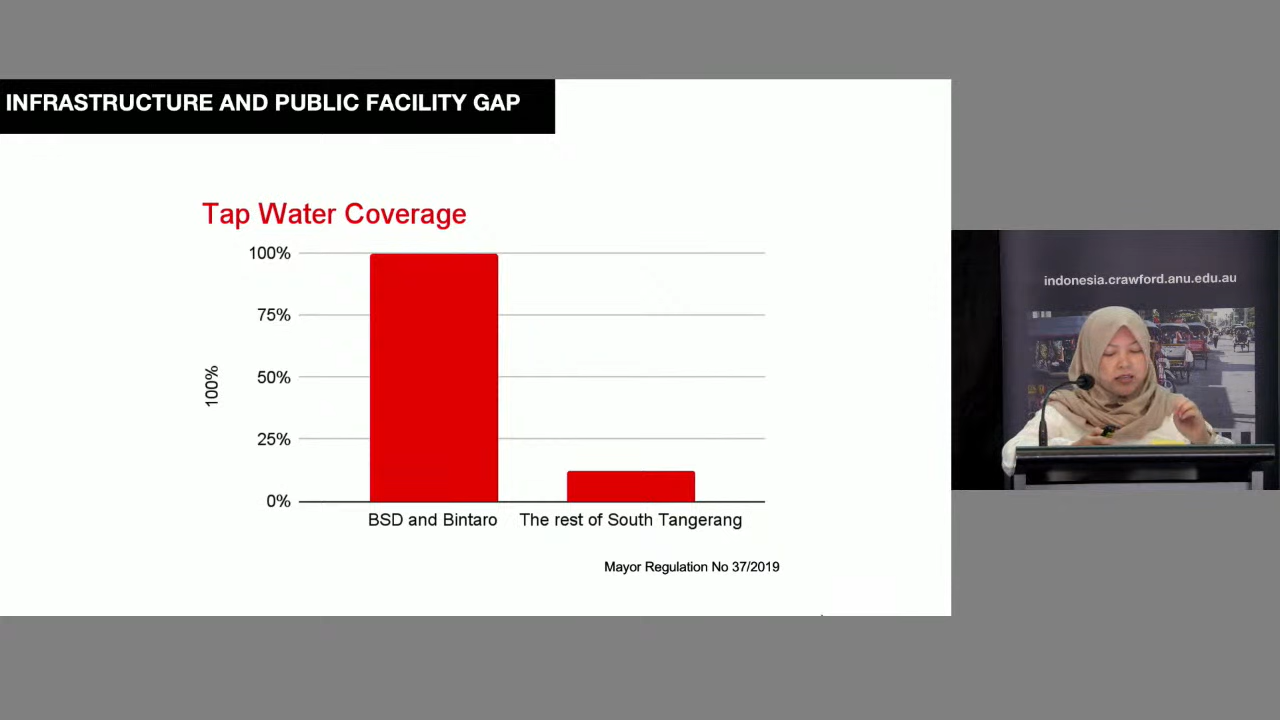 INFRASTRUCTURE AND PUBLIC FACILITY GAP
Tap Water Coverage
100%
75%
50%
25%
0%
100%
BSD and Bintaro
The rest of South Tangerang
Mayor Regulation No 37/2019
indonesia.crawford.anu.edu.au